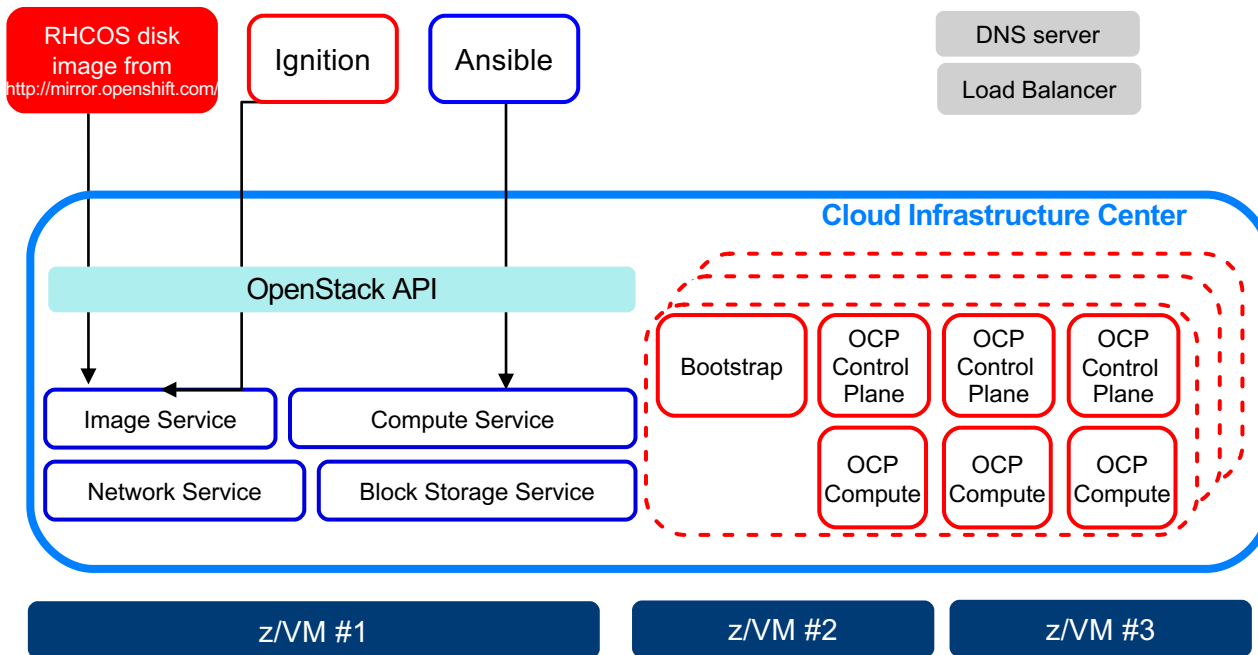 RHCOS disk
image from
http://mirror.openshift.com/
Ignition
Ansible
DNS server
Load Balancer
Cloud Infrastructure Center
OpenStack API
Image Service
Compute Service
Network Service
Block Storage Service
Bootstrap
OCP
Control
Plane
OCP
Control
Plane
OCP
Control
Plane
OCP
Compute
OCP
Compute
OCP
Compute
z/VM #1
z/VM #2
z/VM #3